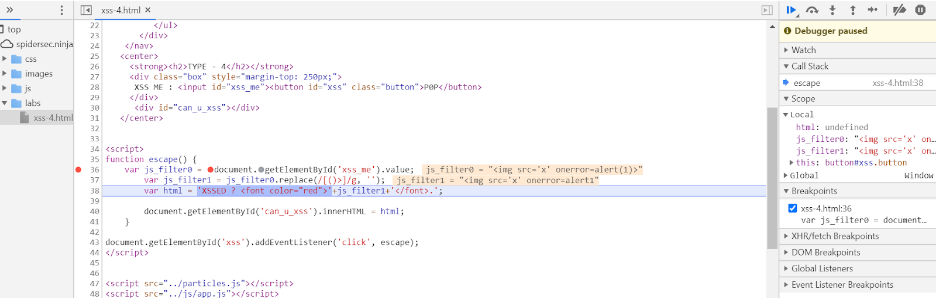 xss-4.html ×
top
spidersec.ninja
css
images
js
labs
xss-4.html
22 </ul>
23 </div>
24 </nav>
25 <center>
26 <strong><h2>TYPE - 4</h2></strong>
27 <div class="box" style="margin-top: 250px;">
28 XSS ME : <input id="xss_me"><button id="xss" class="button">POP</button>
29 </div>
30 <div id="can_u_xss"></div>
31 </center>
32
33
34 <script>
35 function escape() {
36 var js_filter0 = document.getElementById('xss_me').value; js_filter0 = "<img src='x' onerror=alert(1)>"
37 var js_filter1 = js_filter0.replace(/[()>]/g, ''); js_filter1 = "<img src='x' onerror=alert1"
38 var html = 'XSSED ? <font color="red">'+js_filter1+'</font>.';
40 document.getElementById('can_u_xss').innerHTML = html;
41 }
42
43 document.getElementById('xss').addEventListener('click', escape);
44 </script>
45
46
47 <script src="../particles.js"></script>
48 <script src="../js/app.js"></script>
Debugger paused
Watch
Call Stack
escape xss-4.html:38
Scope
Local
html: undefined
js_filter0: "<img src='x' on…
js_filter1: "<img src='x' on…
this: button#xss.button
Global Window
Breakpoints
xss-4.html:36
var js_filter0 = documen…
XHR/fetch Breakpoints
DOM Breakpoints
Global Listeners
Event Listener Breakpoints